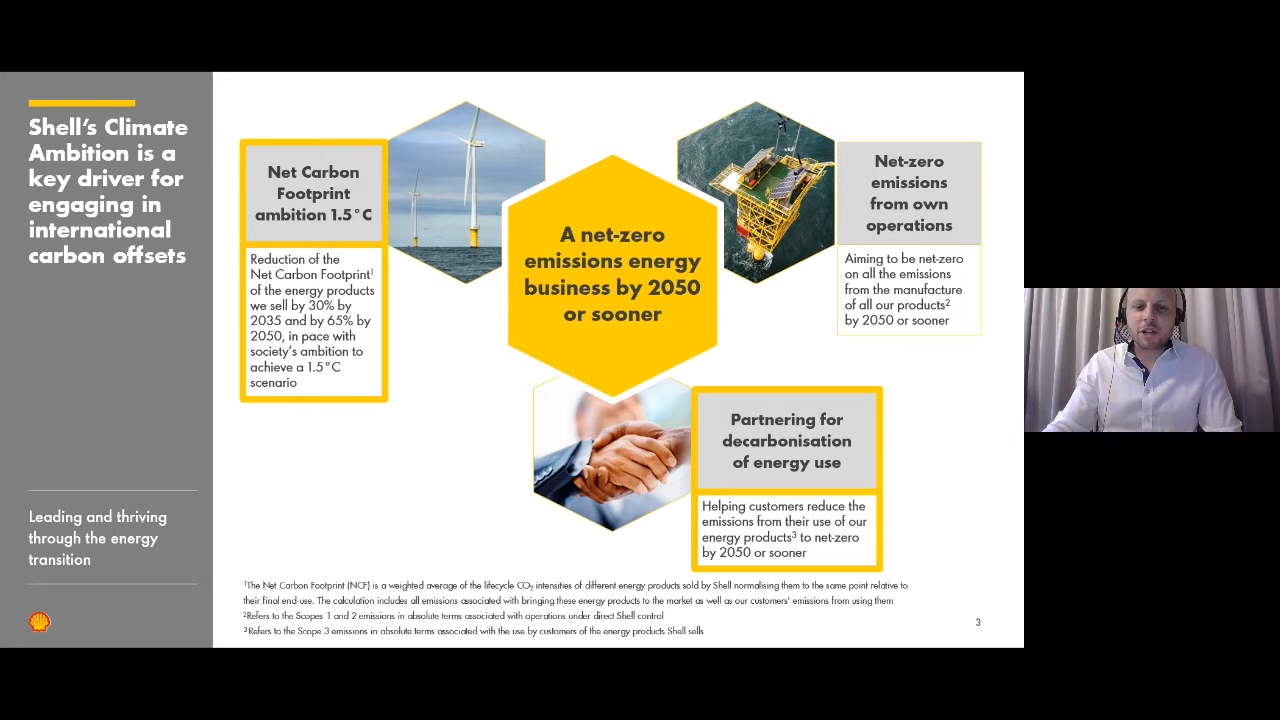 Shell's Climate
Ambition is a
key driver for
engaging in
international
carbon offsets
Leading and thriving
through the energy
transition
Net Carbon
Footprint
ambition 1.5°C
Reduction of the
Net Carbon Footprint¹
of the energy products
we sell by 30% by
2035 and by 65% by
2050, in pace with
society's ambition to
achieve a 1.5°C
scenario
A net-zero
emissions energy
business by 2050
or sooner
Net-zero
emissions
from own
operations
Aiming to be net-zero
on all the emissions
from the manufacture
of all our products²
by 2050 or sooner
Partnering for
decarbonisation
of energy use
Helping customers reduce the
emissions from their use of our
energy products³ to net-zero
by 2050 or sooner
¹The Net Carbon Footprint (NCF) is a weighted average of the lifecycle CO₂ intensities of different energy products sold by Shell normalising them to the same point relative to
their final end-use. The calculation includes all emissions associated with bringing these energy products to the market as well as our customers' emissions from using them
²Refers to the Scopes 1 and 2 emissions in absolute terms associated with operations under direct Shell control
³Refers to the Scope 3 emissions in absolute terms associated with the use by customers of the energy products Shell sells
3